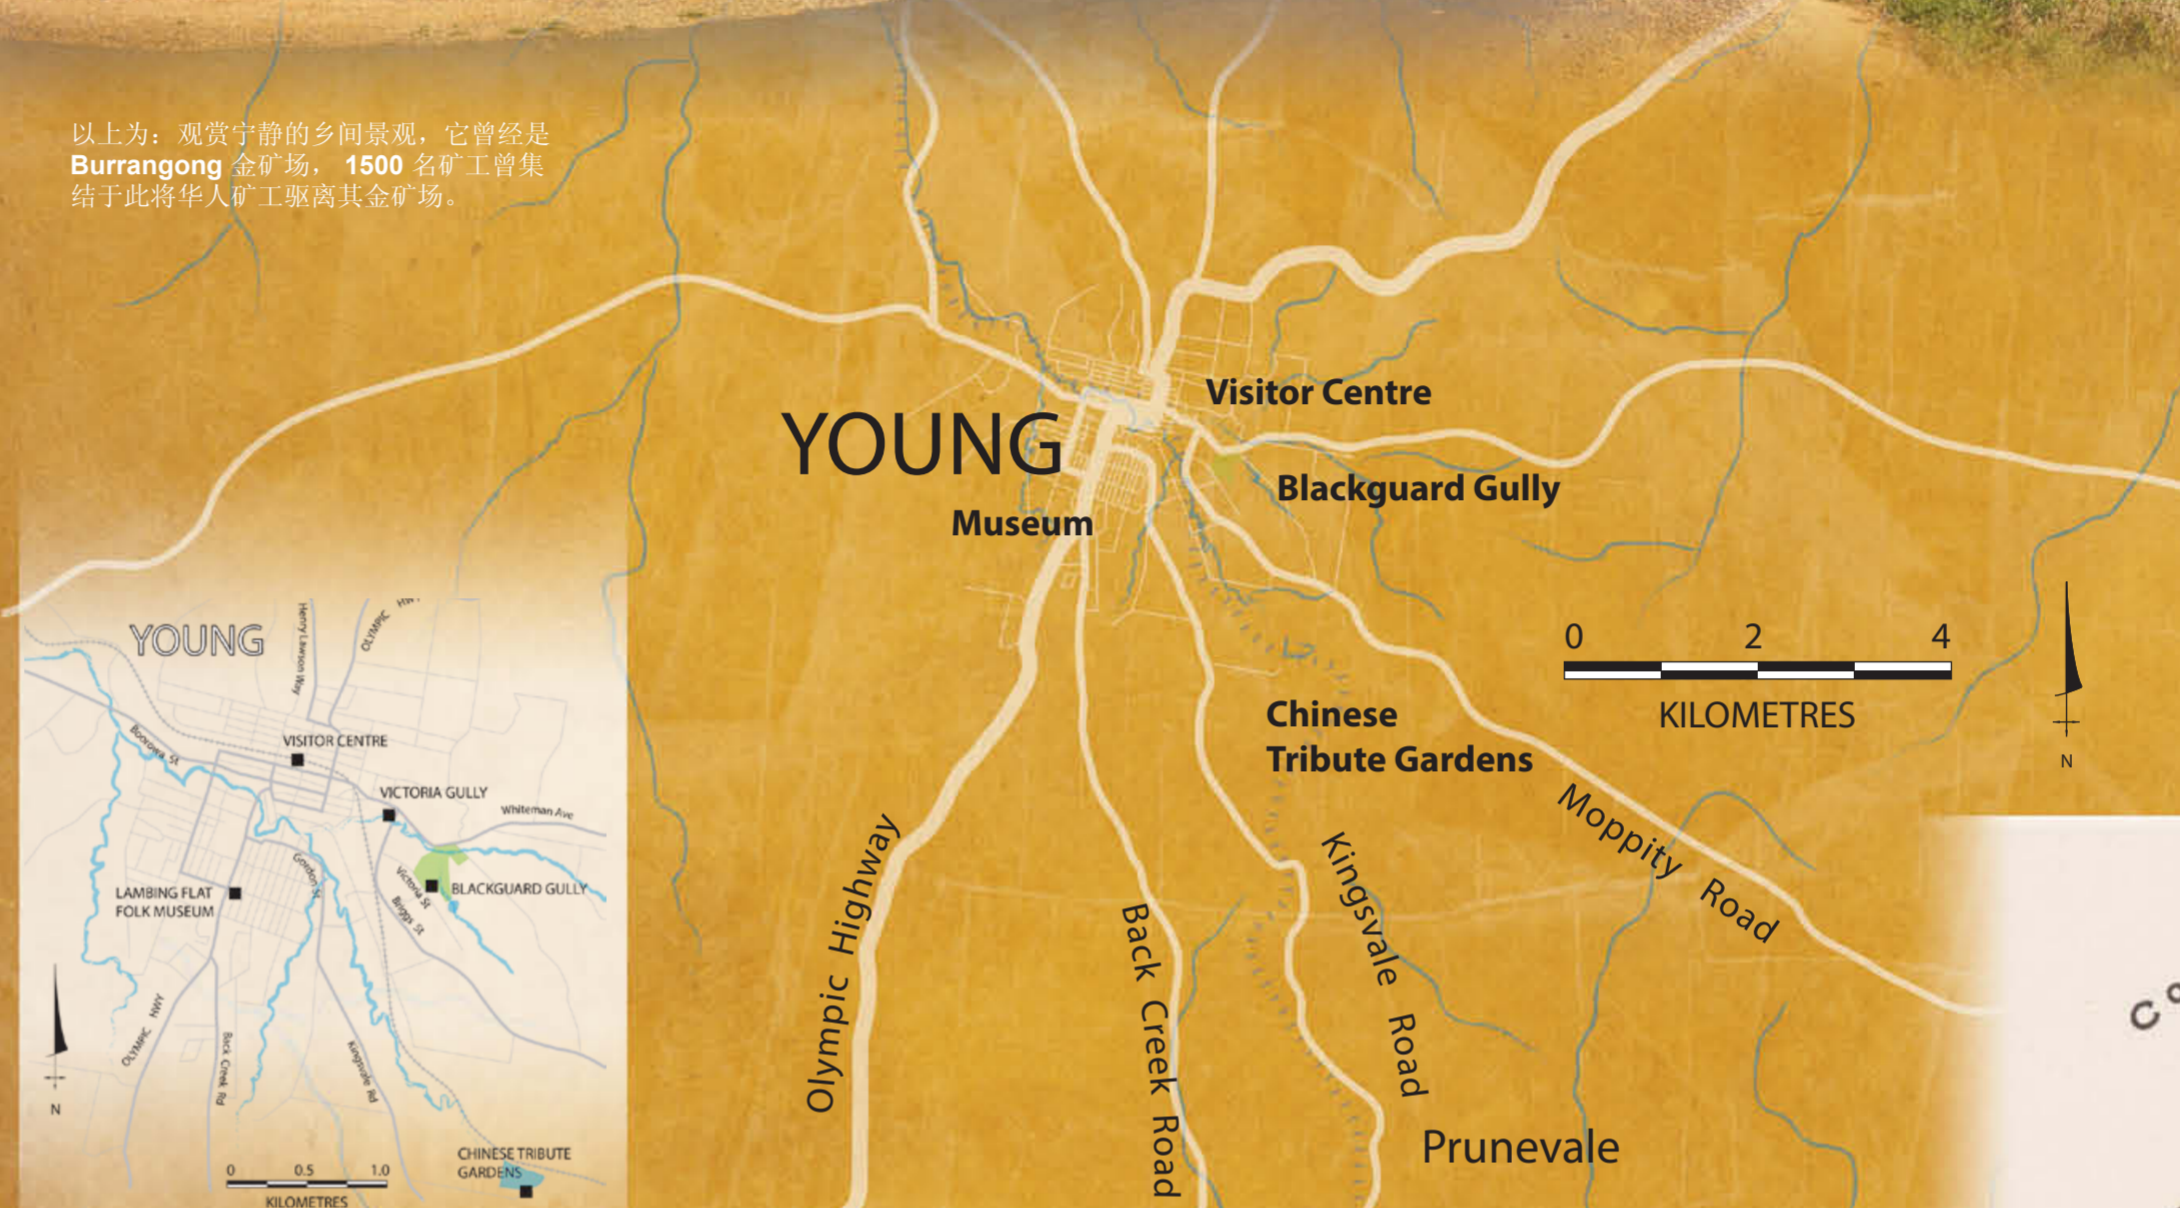 以上为：观赏宁静的乡间景观，它曾经是
Burrangong 金矿场， 1500 名矿工曾集
结于此将华人矿工驱离其金矿场。
Visitor Centre
YOUNG
Blackguard Gully
Museum
0 2 4
KILOMETRES
N
Chinese
Tribute Gardens
Moppity Road
Olympic Highway
Back Creek Road
Kingsvale Road
Prunevale
YOUNG
Henry Lawson Way
OLYMPIC HWY
Boorowa St
VISITOR CENTRE
VICTORIA GULLY
Whiteman Ave
Victoria St
BLACKGUARD GULLY
Briggs St
Gordon St
LAMBING FLAT
FOLK MUSEUM
OLYMPIC HWY
Back Creek Rd
Kingsvale Rd
N
CHINESE TRIBUTE
GARDENS
0 0.5 1.0
KILOMETRES